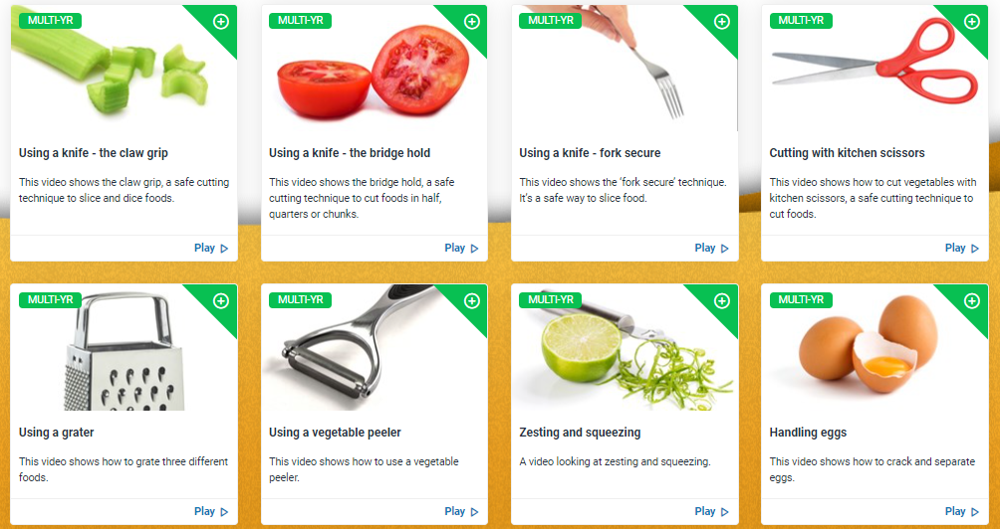 MULTI-YR
Using a knife - the claw grip
This video shows the claw grip, a safe cutting
technique to slice and dice foods.
Play
MULTI-YR
Using a knife - the bridge hold
This video shows the bridge hold, a safe
cutting technique to cut foods in half,
quarters or chunks.
Play
MULTI-YR
Using a knife - fork secure
This video shows the ‘fork secure’ technique.
It’s a safe way to slice food.
Play
MULTI-YR
Cutting with kitchen scissors
This video shows how to cut vegetables with
kitchen scissors, a safe cutting technique to
cut foods.
Play
MULTI-YR
Using a grater
This video shows how to grate three different
foods.
Play
MULTI-YR
Using a vegetable peeler
This video shows how to use a vegetable
peeler.
Play
MULTI-YR
Zesting and squeezing
A video looking at zesting and squeezing.
Play
MULTI-YR
Handling eggs
This video shows how to crack and separate
eggs.
Play